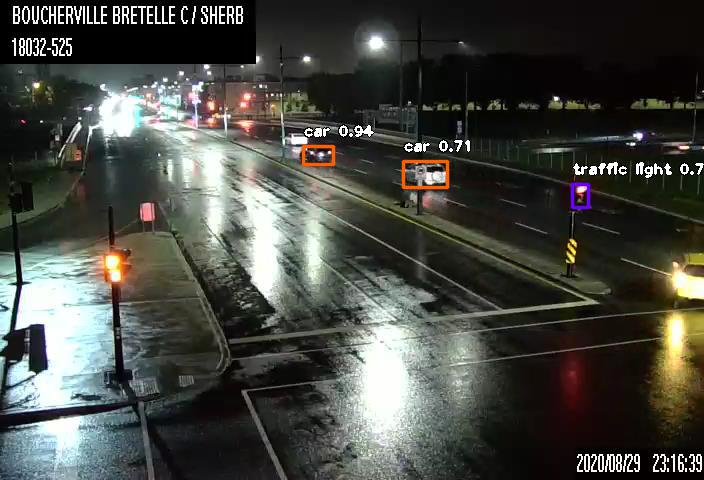 BOUCHERVILLE BRETELLE C / SHERB
18032-525
car 0.94
car 0.71
traffic light 0.7
2020/08/29 23:16:39